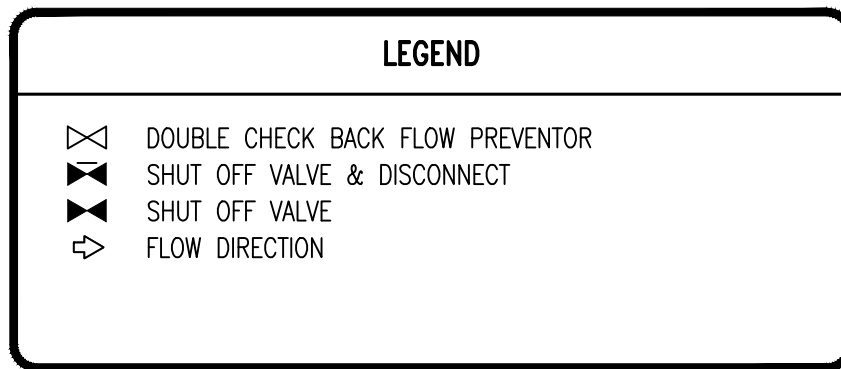 LEGEND
DOUBLE CHECK BACK FLOW PREVENTOR
SHUT OFF VALVE & DISCONNECT
SHUT OFF VALVE
FLOW DIRECTION